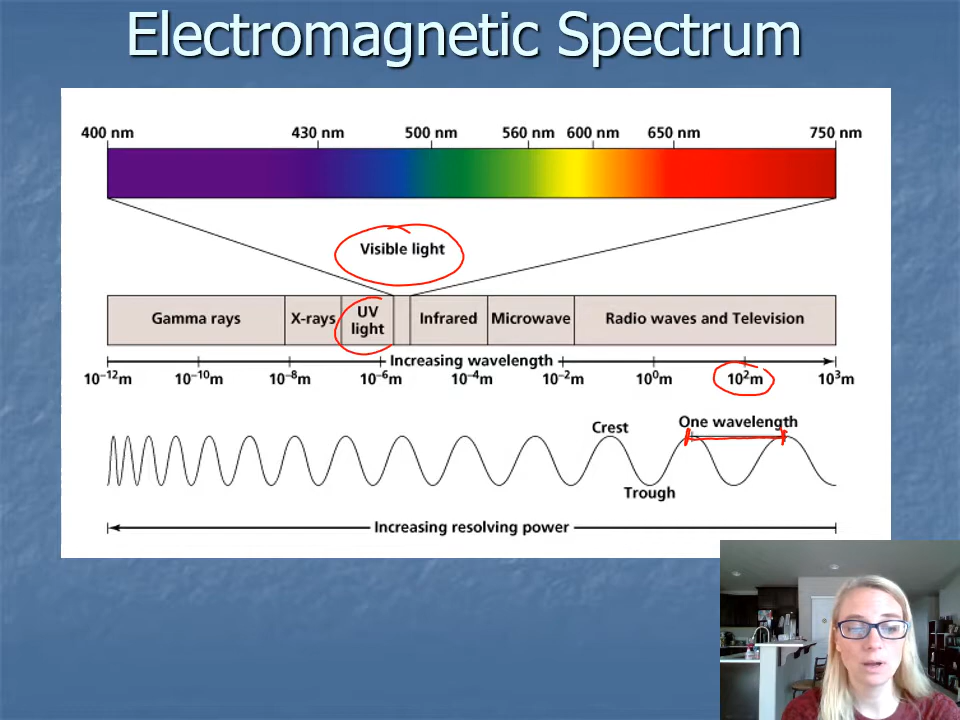 Electromagnetic Spectrum
400 nm 430 nm 500 nm 560 nm 600 nm 650 nm 750 nm
Visible light
Gamma rays X-rays UV light Infrared Microwave Radio waves and Television
Increasing wavelength
10⁻¹²m 10⁻¹⁰m 10⁻⁸m 10⁻⁶m 10⁻⁴m 10⁻²m 10⁰m 10²m 10³m
Crest One wavelength
Trough
Increasing resolving power